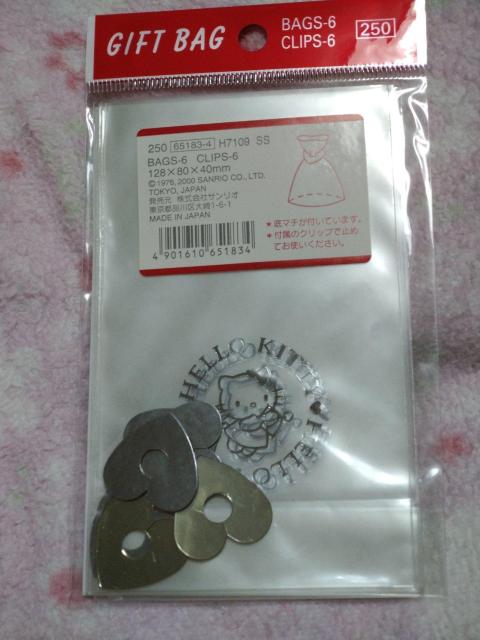 GIFT BAG
BAGS-6
CLIPS-6
250
250 65183-4 H7109 SS
BAGS-6 CLIPS-6
128×80×40mm
©1976, 2000 SANRIO CO., LTD.
TOKYO, JAPAN
発売元 株式会社サンリオ
東京都品川区大崎1-6-1
MADE IN JAPAN
4 901610 651834
* 底マチが付いています。
* 付属のクリップで止めてお使いください。
HELLO KITTY HELLO